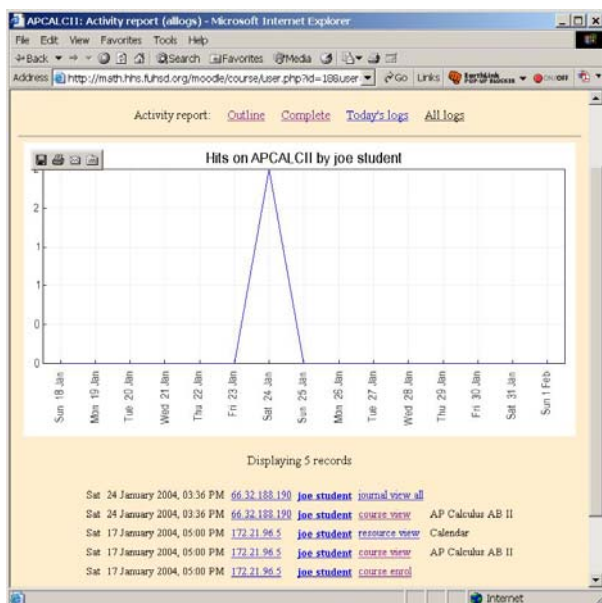 APCALCII: Activity report (alllogs) - Microsoft Internet Explorer
File Edit View Favorites Tools Help
Back Search Favorites Media
Address http://math.hhs.fuhsd.org/moodle/course/user.php?id=18&user Go Links EarthLink POP-UP BLOCKER ON/OFF
Activity report: Outline Complete Today's logs All logs
Hits on APCALCII by joe student
2
2
1
1
0
0
Sun 18 Jan
Mon 19 Jan
Tue 20 Jan
Wed 21 Jan
Thu 22 Jan
Fri 23 Jan
Sat 24 Jan
Sun 25 Jan
Mon 26 Jan
Tue 27 Jan
Wed 28 Jan
Thu 29 Jan
Fri 30 Jan
Sat 31 Jan
Sun 1 Feb
Displaying 5 records
Sat 24 January 2004, 03:36 PM 66.32.188.190 joe student journal view all
Sat 24 January 2004, 03:36 PM 66.32.188.190 joe student course view AP Calculus AB II
Sat 17 January 2004, 05:00 PM 172.21.96.5 joe student resource view Calendar
Sat 17 January 2004, 05:00 PM 172.21.96.5 joe student course view AP Calculus AB II
Sat 17 January 2004, 05:00 PM 172.21.96.5 joe student course enrol
Internet